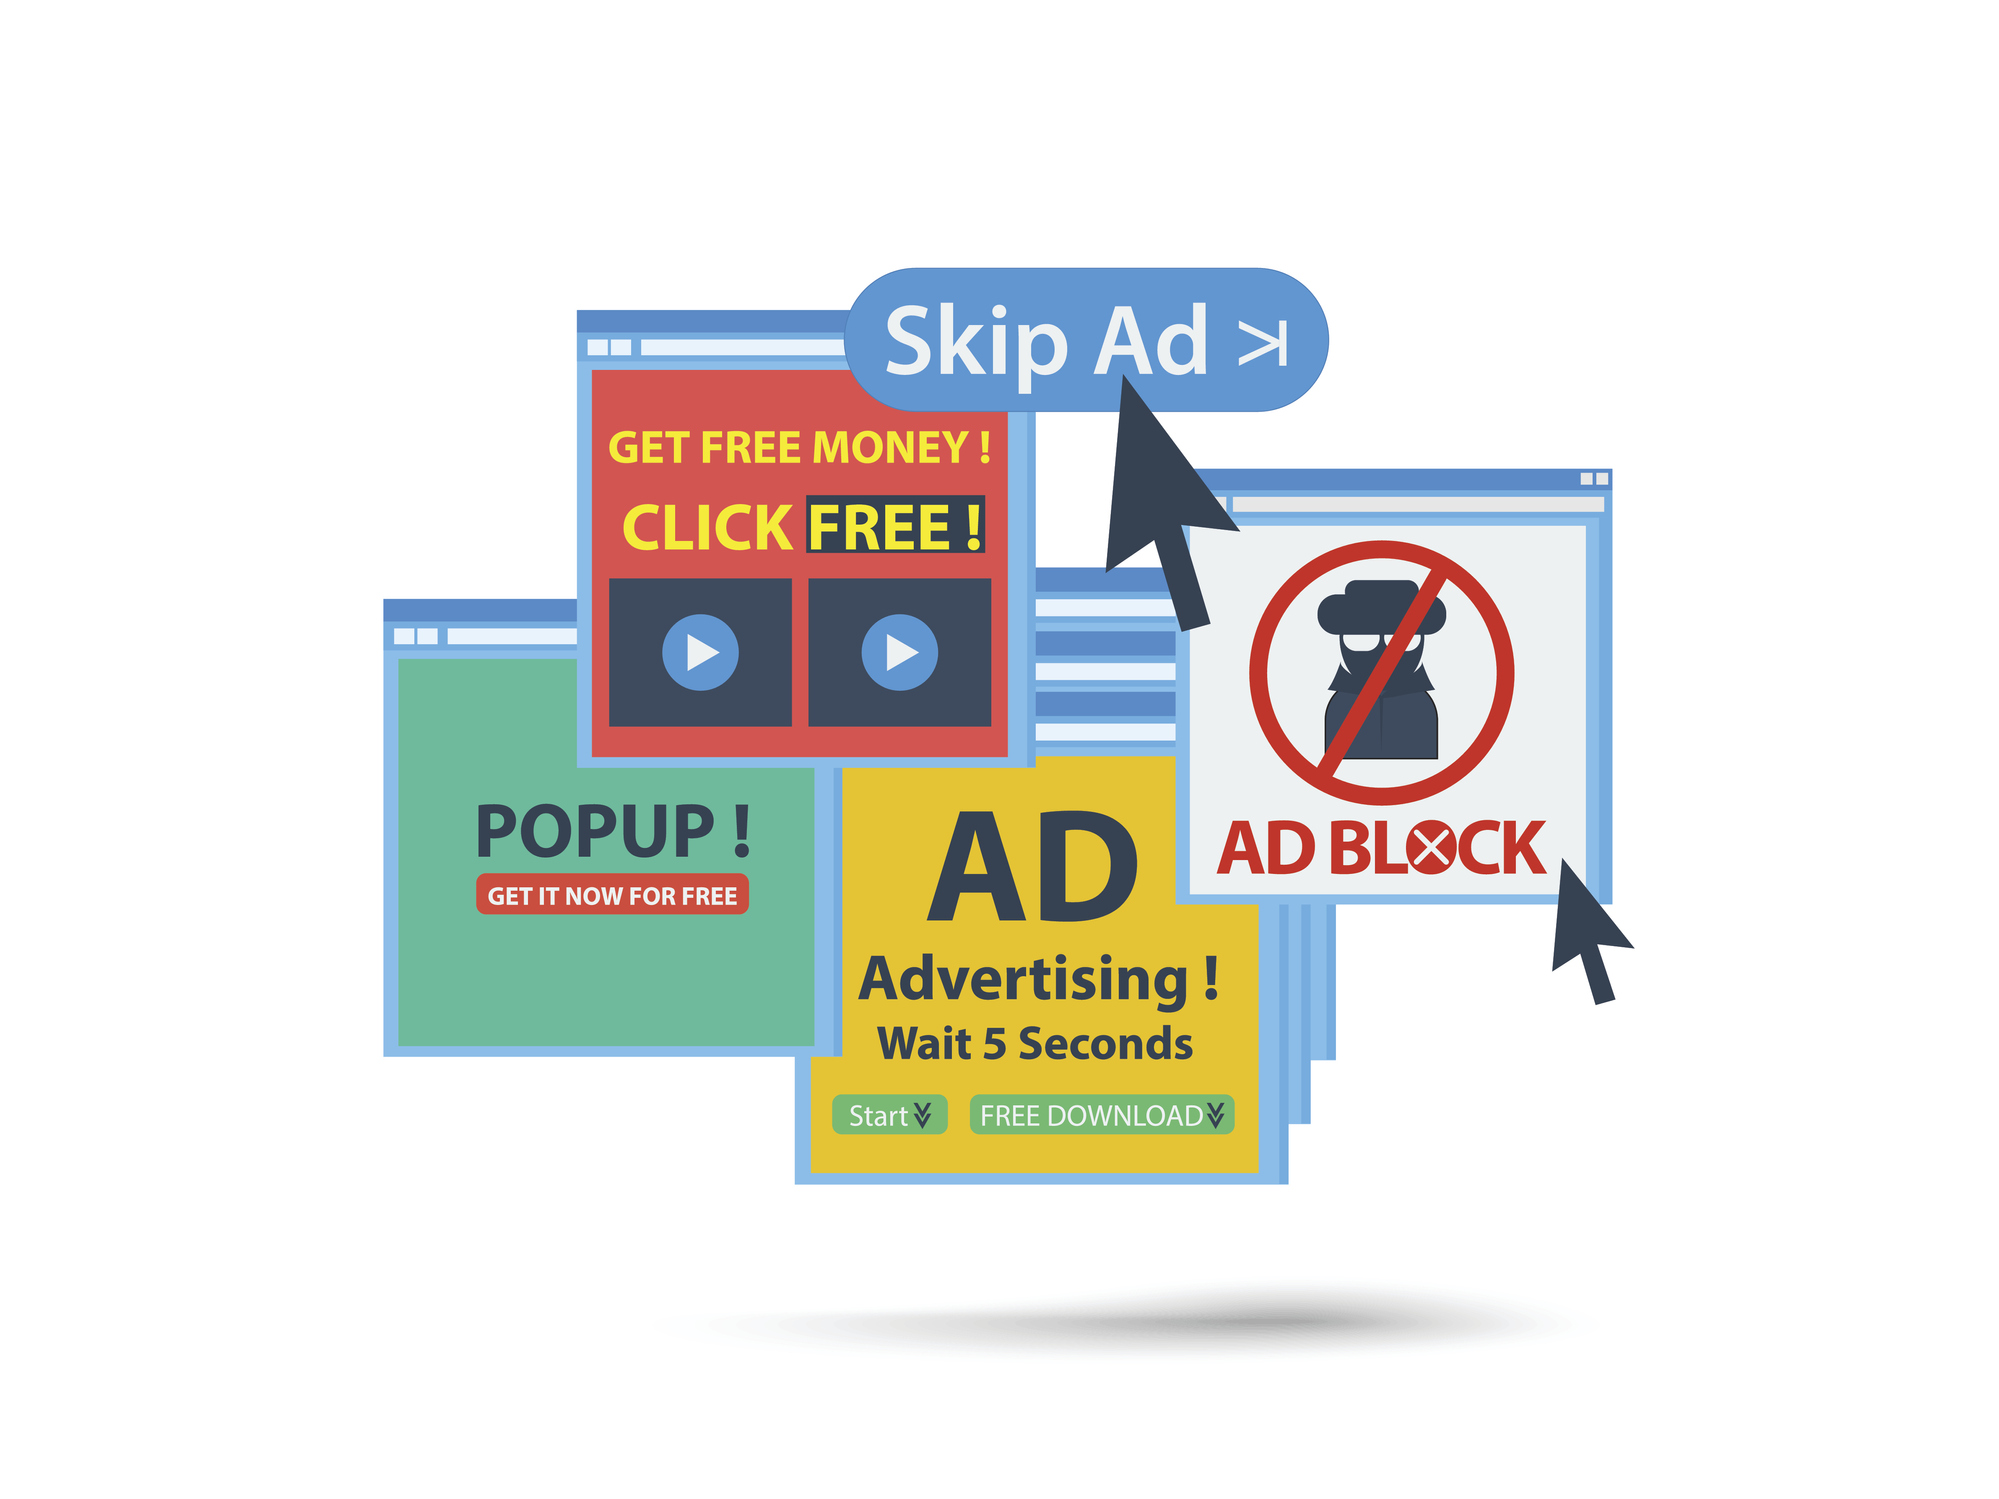 Skip Ad
GET FREE MONEY !
CLICK FREE !
POPUP !
GET IT NOW FOR FREE
AD
Advertising !
Wait 5 Seconds
Start
FREE DOWNLOAD
AD BLOCK